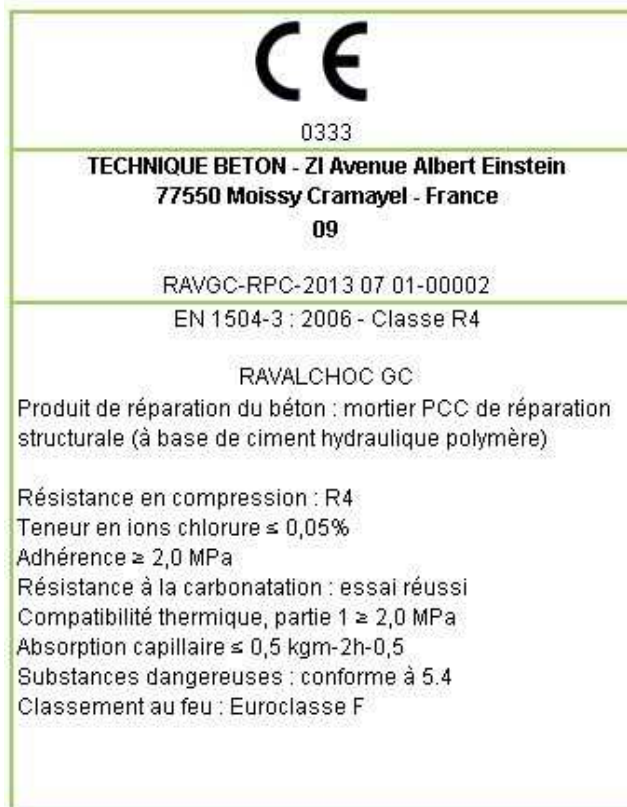 CE
0333
TECHNIQUE BETON - ZI Avenue Albert Einstein
77550 Moissy Cramayel - France
09
RAVGC-RPC-2013 07 01-00002
EN 1504-3 : 2006 - Classe R4
RAVALCHOC GC
Produit de réparation du béton : mortier PCC de réparation
structurale (à base de ciment hydraulique polymère)
Résistance en compression : R4
Teneur en ions chlorure ≤ 0,05%
Adhérence ≥ 2,0 MPa
Résistance à la carbonatation : essai réussi
Compatibilité thermique, partie 1 ≥ 2,0 MPa
Absorption capillaire ≤ 0,5 kgm-2h-0,5
Substances dangereuses : conforme à 5.4
Classement au feu : Euroclasse F